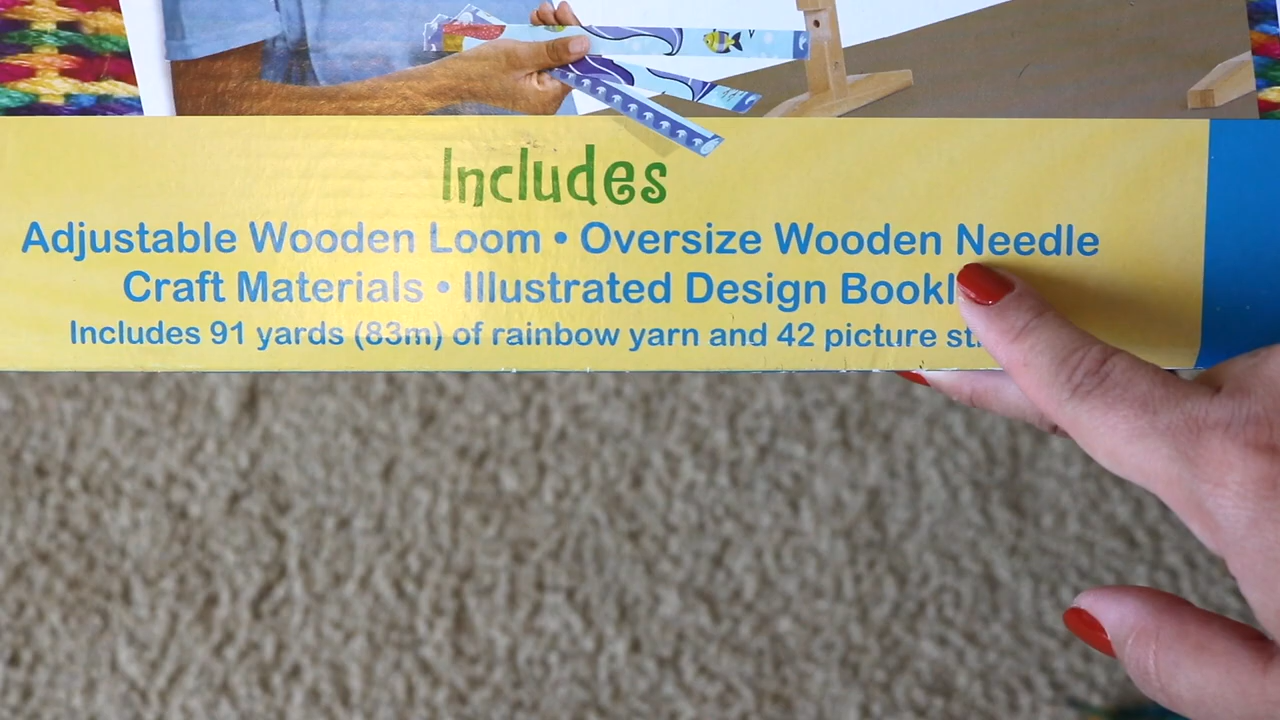 Includes
Adjustable Wooden Loom • Oversize Wooden Needle
Craft Materials • Illustrated Design
Includes 91 yards (83m) of rainbow yarn and 42 picture